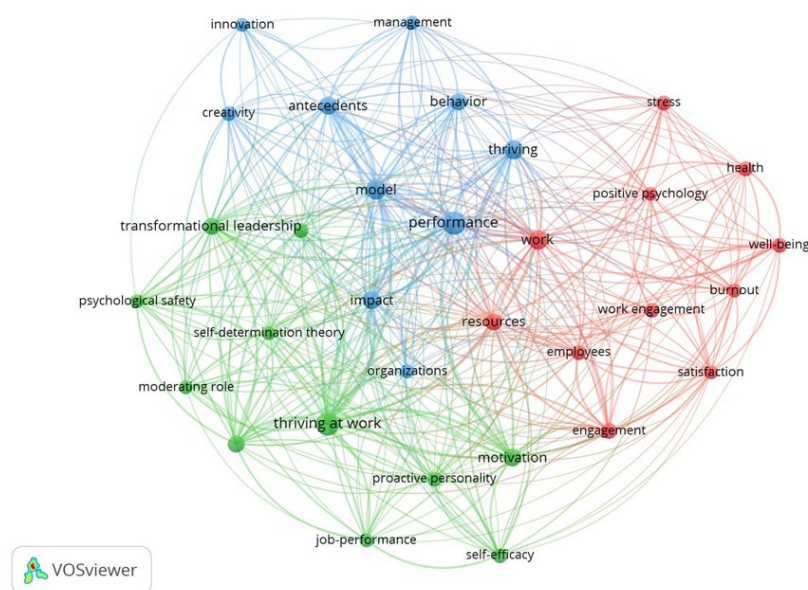 innovation
management
creativity
antecedents
behavior
stress
thriving
health
model
positive psychology
transformational leadership
performance
work
well-being
psychological safety
impact
burnout
work engagement
resources
self-determination theory
employees
organizations
satisfaction
moderating role
thriving at work
engagement
motivation
proactive personality
job-performance
self-efficacy
VOSviewer